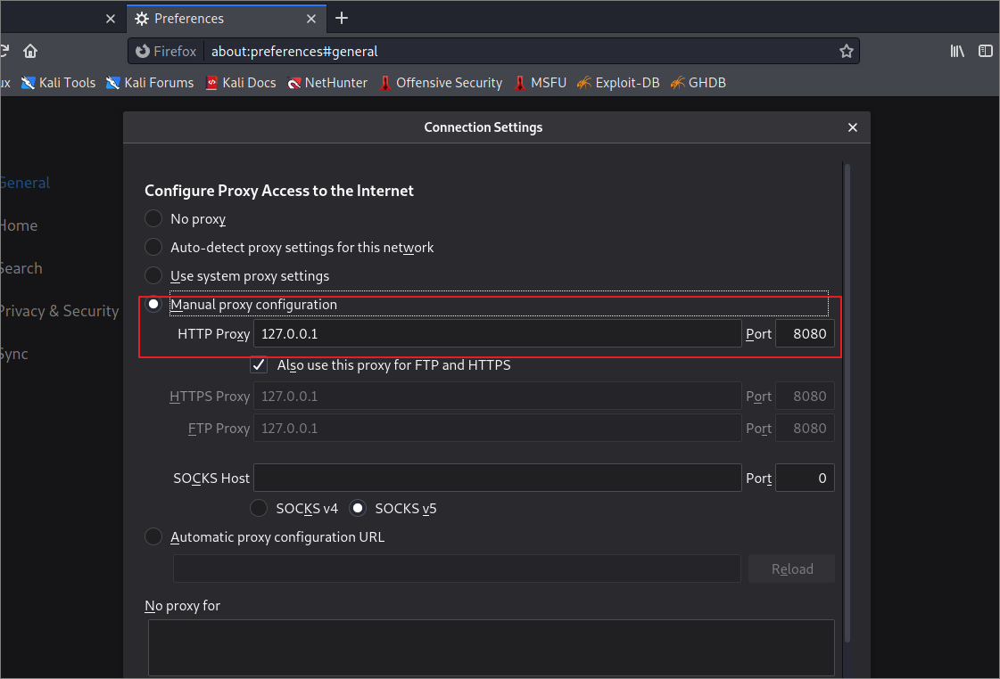 Preferences
Firefox about:preferences#general
ux Kali Tools Kali Forums Kali Docs NetHunter Offensive Security MSFU Exploit-DB GHDB
Connection Settings
General
Home
Search
Privacy & Security
Sync
Configure Proxy Access to the Internet
No proxy
Auto-detect proxy settings for this network
Use system proxy settings
Manual proxy configuration
HTTP Proxy 127.0.0.1 Port 8080
Also use this proxy for FTP and HTTPS
HTTPS Proxy 127.0.0.1 Port 8080
FTP Proxy 127.0.0.1 Port 8080
SOCKS Host Port 0
SOCKS v4 SOCKS v5
Automatic proxy configuration URL
Reload
No proxy for